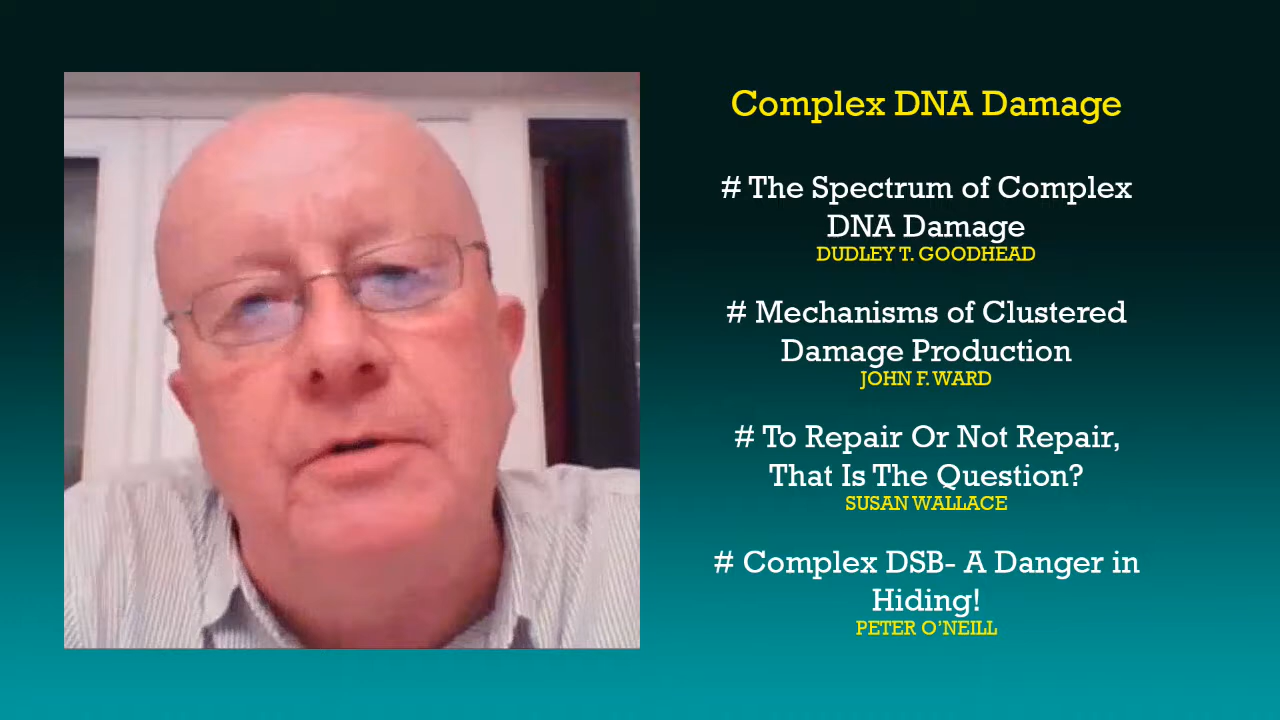 Complex DNA Damage
# The Spectrum of Complex
DNA Damage
DUDLEY T. GOODHEAD
# Mechanisms of Clustered
Damage Production
JOHN F. WARD
# To Repair Or Not Repair,
That Is The Question?
SUSAN WALLACE
# Complex DSB- A Danger in
Hiding!
PETER O'NEILL